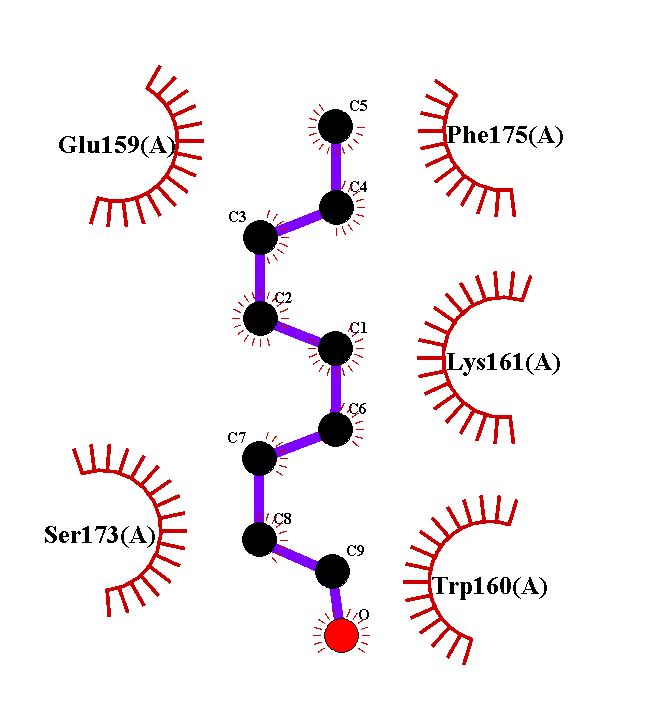 C5
Phe175(A)
Glu159(A)
C4
C3
C2
C1
Lys161(A)
C6
C7
C8
Ser173(A)
C9
Trp160(A)
O